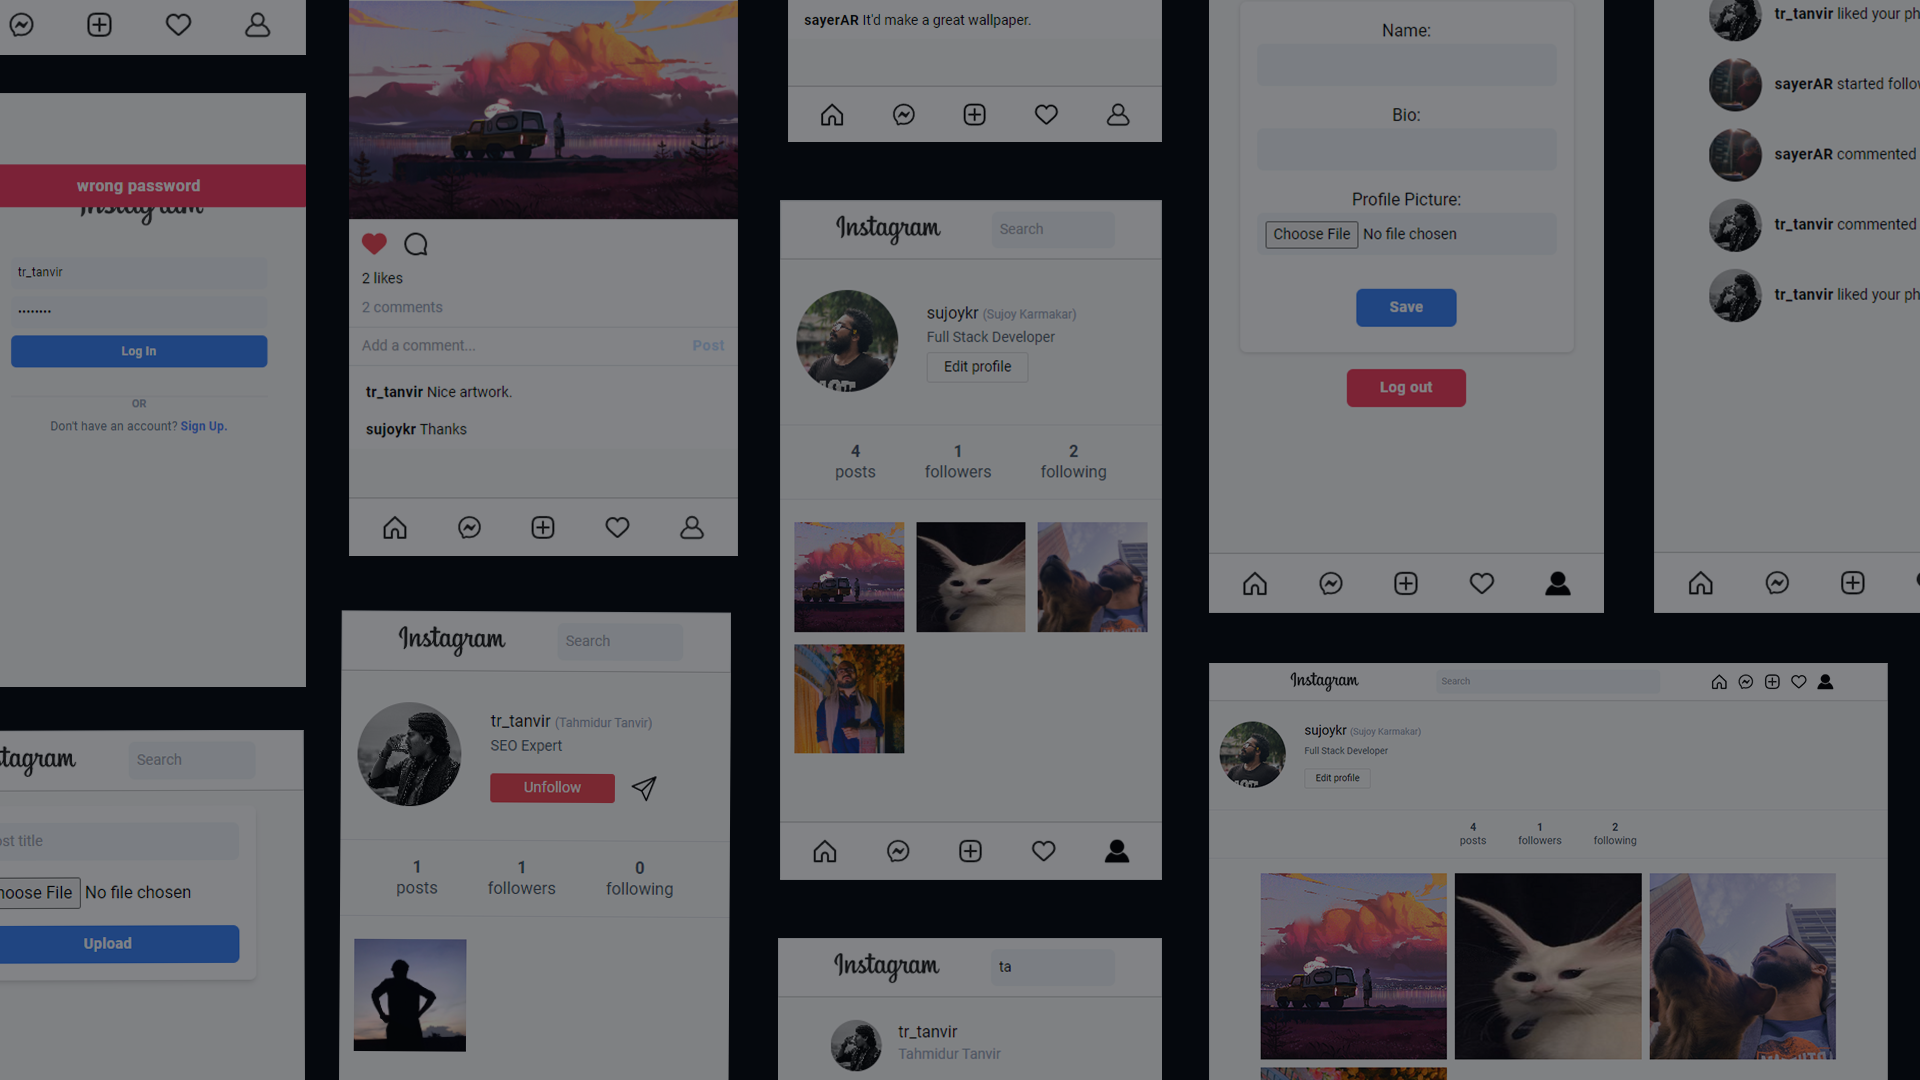 wrong password
Instagram
tr_tanvir
••••••••
Log In
OR
Don't have an account? Sign Up.
stagram
Search
ost title
hoose File No file chosen
Upload
2 likes
2 comments
Add a comment...
Post
tr_tanvir Nice artwork.
sujoykr Thanks
Instagram
Search
tr_tanvir (Tahmidur Tanvir)
SEO Expert
Unfollow
1 posts
1 followers
0 following
sayerAR It'd make a great wallpaper.
Instagram
Search
sujoykr (Sujoy Karmakar)
Full Stack Developer
Edit profile
4 posts
1 followers
2 following
Instagram
ta
tr_tanvir
Tahmidur Tanvir
Name:
Bio:
Profile Picture:
Choose File No file chosen
Save
Log out
tr_tanvir liked your ph
sayerAR started follow
sayerAR commented
tr_tanvir commented
tr_tanvir liked your ph
Instagram
Search
sujoykr (Sujoy Karmakar)
Full Stack Developer
Edit profile
4 posts
1 followers
2 following